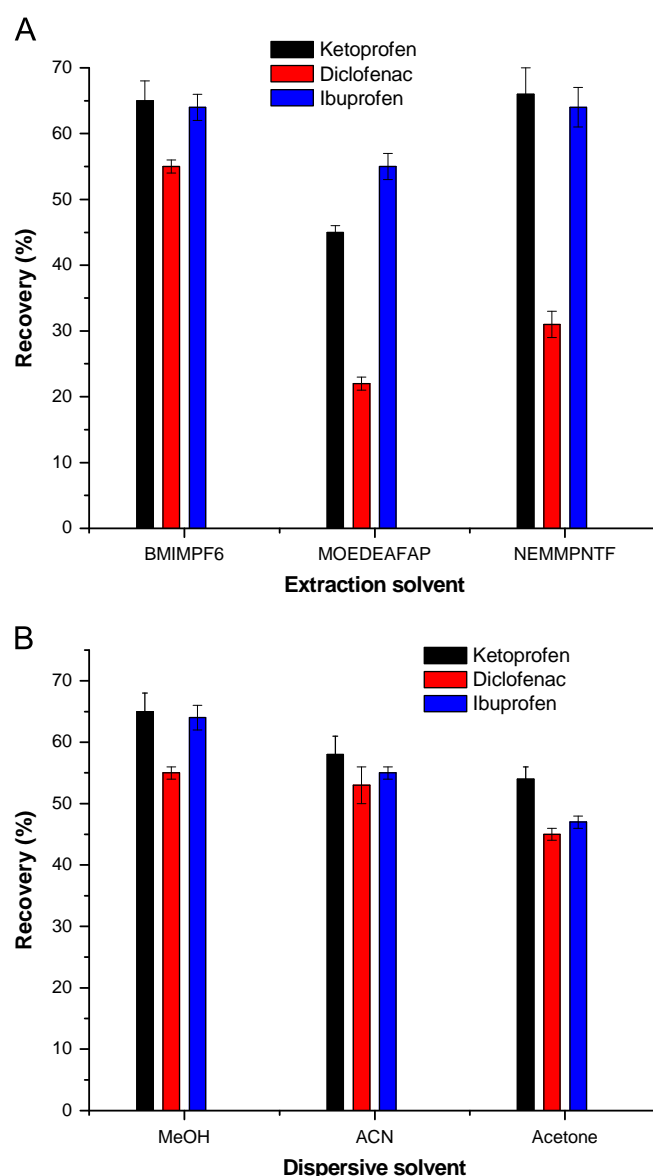 A
Ketoprofen
Diclofenac
Ibuprofen
70
60
50
40
30
20
10
0
Recovery (%)
BMIMPF6 MOEDEAFAP NEMMPNTF
Extraction solvent
B
Ketoprofen
Diclofenac
Ibuprofen
70
60
50
40
30
20
10
0
Recovery (%)
MeOH ACN Acetone
Dispersive solvent